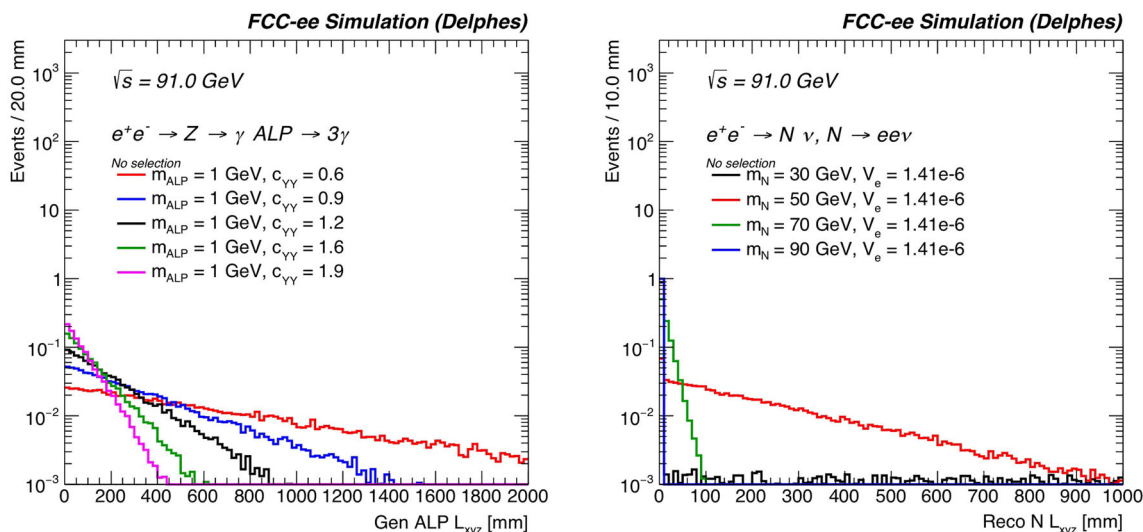 FCC-ee Simulation (Delphes)
Events / 20.0 mm
√s = 91.0 GeV
e⁺e⁻ → Z → γ ALP → 3γ
No selection
m_ALP = 1 GeV, c_YY = 0.6
m_ALP = 1 GeV, c_YY = 0.9
m_ALP = 1 GeV, c_YY = 1.2
m_ALP = 1 GeV, c_YY = 1.6
m_ALP = 1 GeV, c_YY = 1.9
10³
10²
10
1
10⁻¹
10⁻²
10⁻³
0 200 400 600 800 1000 1200 1400 1600 1800 2000
Gen ALP L_xyz [mm]
FCC-ee Simulation (Delphes)
Events / 10.0 mm
√s = 91.0 GeV
e⁺e⁻ → N ν, N → eeν
No selection
m_N = 30 GeV, V_e = 1.41e-6
m_N = 50 GeV, V_e = 1.41e-6
m_N = 70 GeV, V_e = 1.41e-6
m_N = 90 GeV, V_e = 1.41e-6
10³
10²
10
1
10⁻¹
10⁻²
10⁻³
0 100 200 300 400 500 600 700 800 900 1000
Reco N L_xyz [mm]